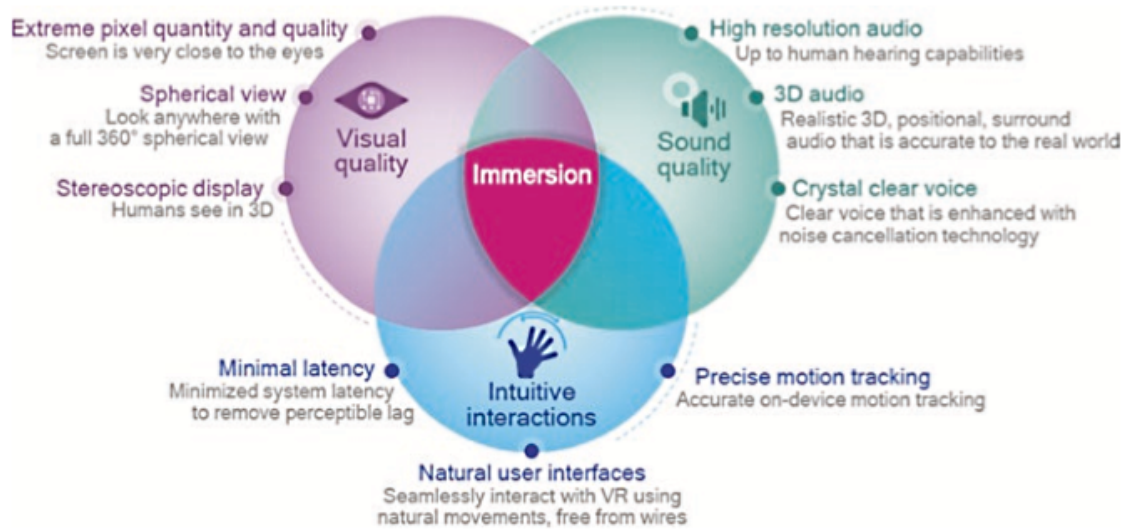 Extreme pixel quantity and quality
Screen is very close to the eyes
Spherical view
Look anywhere with
a full 360° spherical view
Stereoscopic display
Humans see in 3D
Visual
quality
Immersion
Sound
quality
High resolution audio
Up to human hearing capabilities
3D audio
Realistic 3D, positional, surround
audio that is accurate to the real world
Crystal clear voice
Clear voice that is enhanced with
noise cancellation technology
Minimal latency
Minimized system latency
to remove perceptible lag
Intuitive
interactions
Precise motion tracking
Accurate on-device motion tracking
Natural user interfaces
Seamlessly interact with VR using
natural movements, free from wires